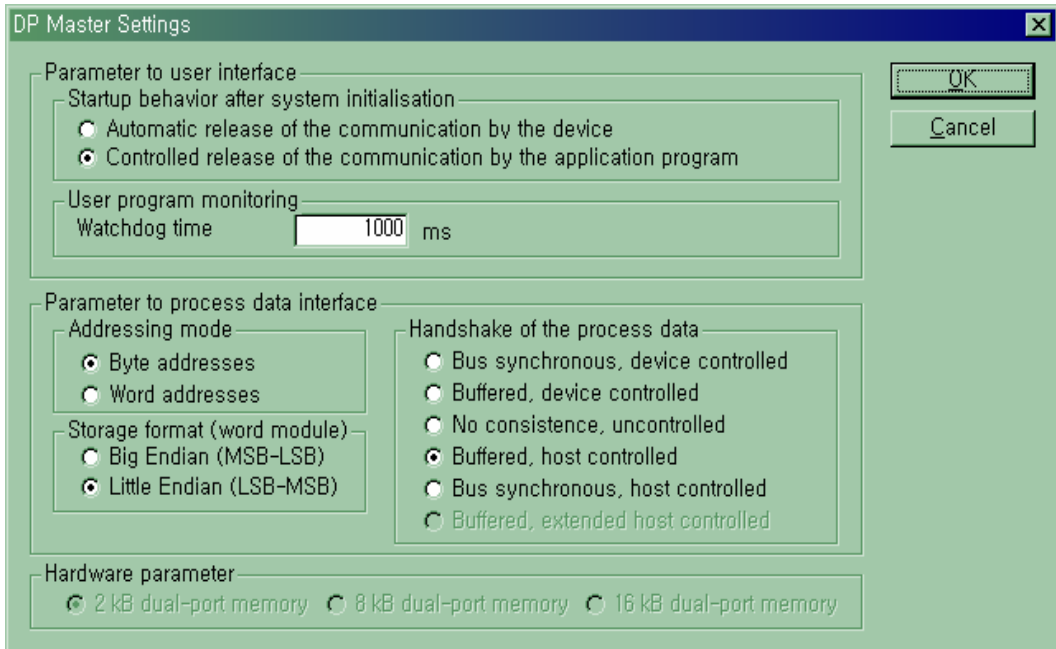 DP Master Settings
Parameter to user interface
Startup behavior after system initialisation
Automatic release of the communication by the device
Controlled release of the communication by the application program
User program monitoring
Watchdog time 1000 ms
OK
Cancel
Parameter to process data interface
Addressing mode
Byte addresses
Word addresses
Storage format (word module)
Big Endian (MSB-LSB)
Little Endian (LSB-MSB)
Handshake of the process data
Bus synchronous, device controlled
Buffered, device controlled
No consistence, uncontrolled
Buffered, host controlled
Bus synchronous, host controlled
Buffered, extended host controlled
Hardware parameter
2 kB dual-port memory 8 kB dual-port memory 16 kB dual-port memory